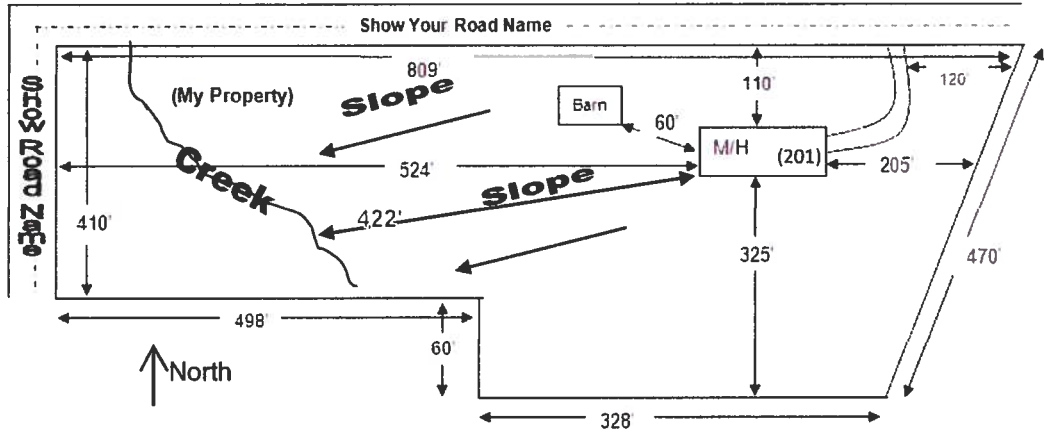 Show Your Road Name
Show Road Name
809'
(My Property)
Slope
Barn
110'
120'
60'
M/H
(201)
Creek
524'
205'
Slope
410'
422'
325'
470'
498'
60'
North
328'